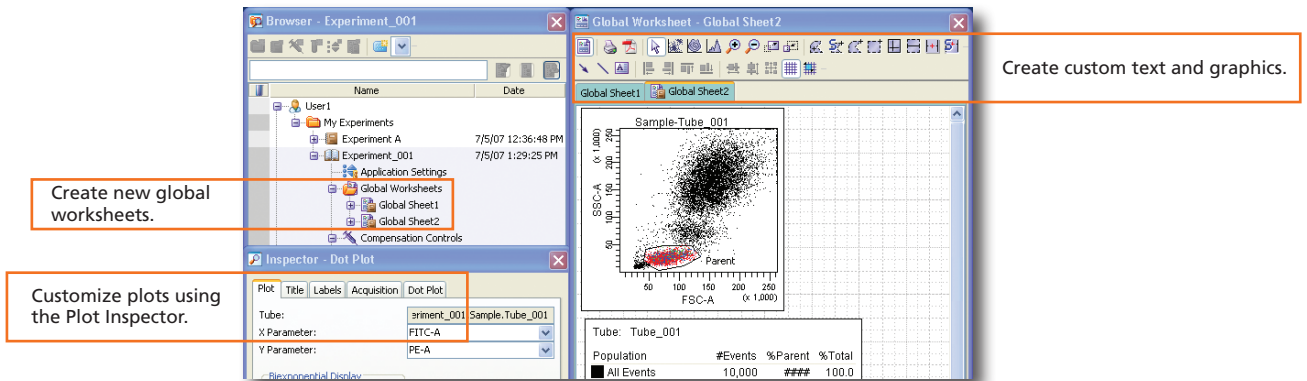 Browser - Experiment_001
Name Date
User1
My Experiments
Experiment A 7/5/07 12:36:48 PM
Experiment_001 7/5/07 1:29:25 PM
Application Settings
Global Worksheets
Global Sheet1
Global Sheet2
Compensation Controls
Create new global
worksheets.
Inspector - Dot Plot
Plot Title Labels Acquisition Dot Plot
Tube: eriment_001 Sample.Tube_001
X Parameter: FITC-A
Y Parameter: PE-A
Biexponential Display
Customize plots using
the Plot Inspector.
Global Worksheet - Global Sheet2
Global Sheet1 Global Sheet2
Create custom text and graphics.
Sample-Tube_001
SSC-A (x 1,000)
50 100 150 200 250
Parent
50 100 150 200 250
FSC-A (x 1,000)
Tube: Tube_001
Population #Events %Parent %Total
All Events 10,000 #### 100.0